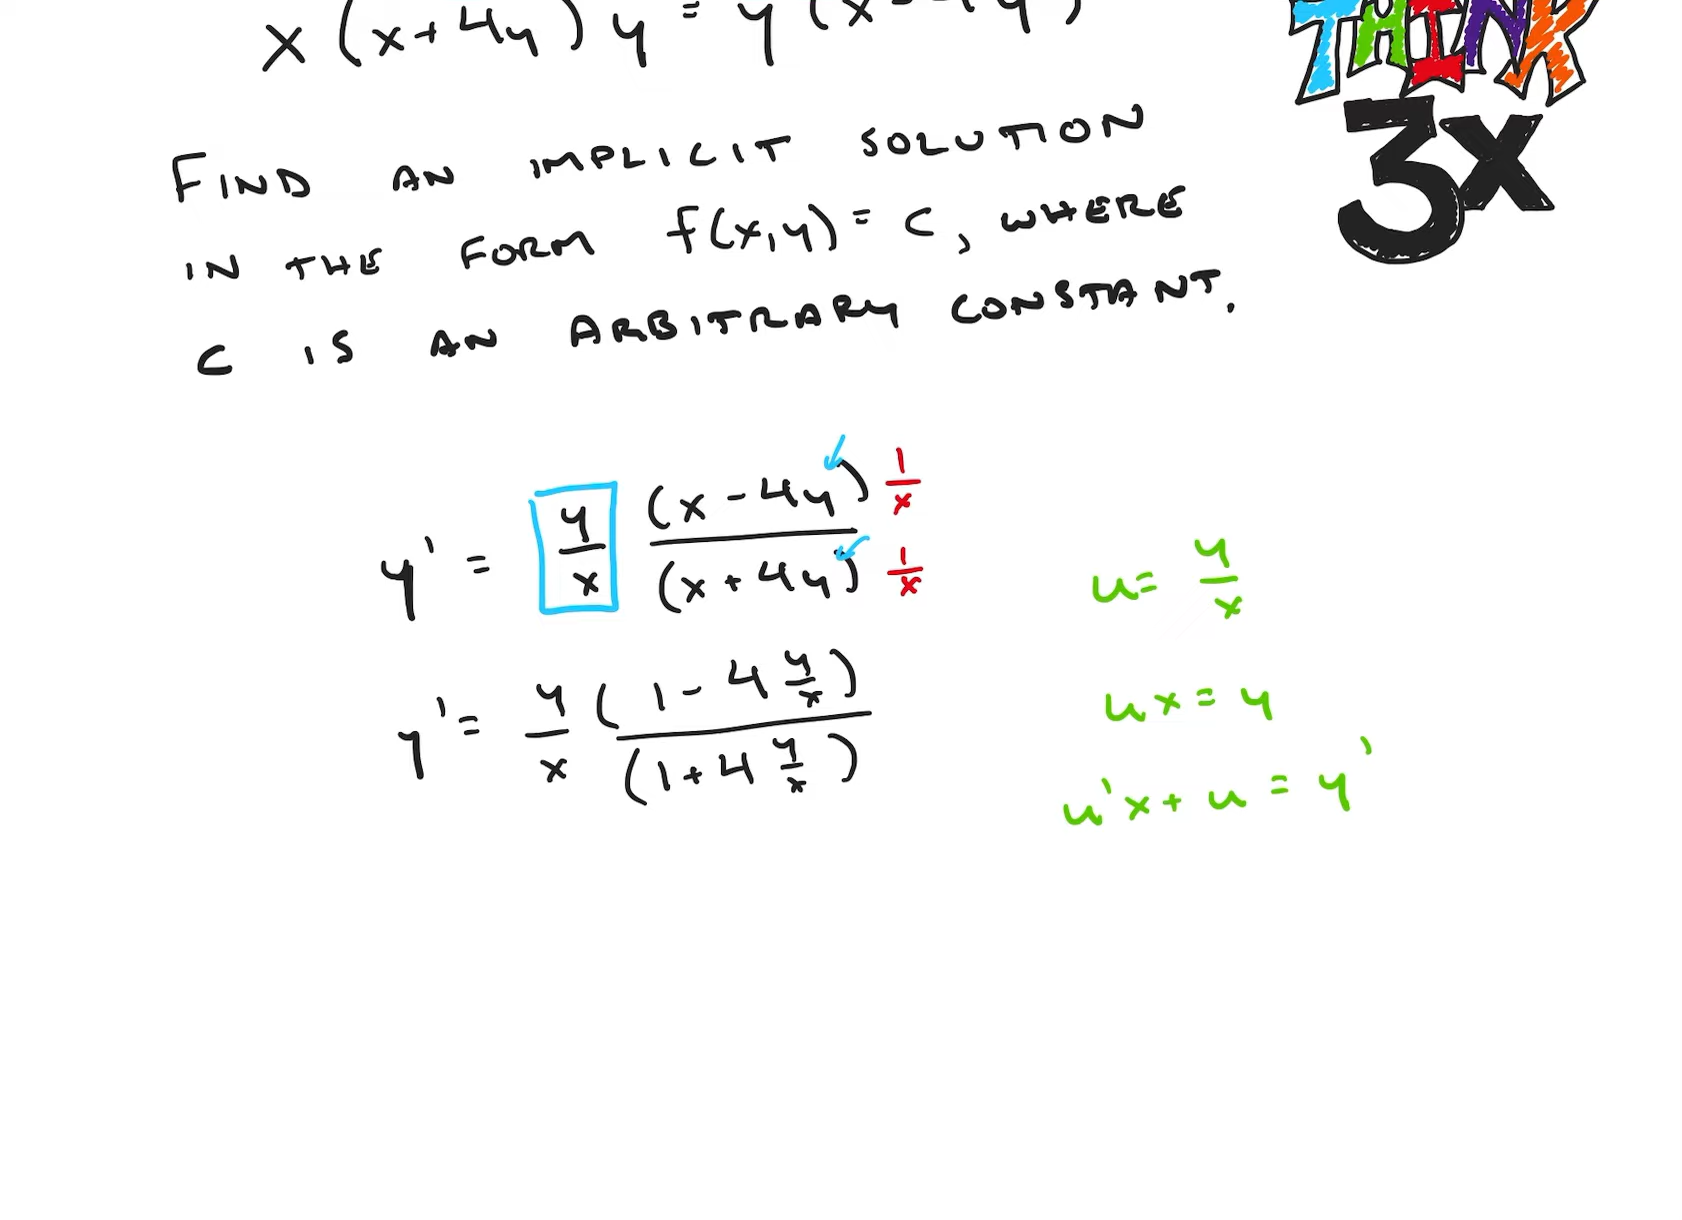 x (x+4y) y = y (x-4y)
THINK
3x
FIND AN IMPLICIT SOLUTION
IN THE FORM f(x,y) = C, WHERE
C IS AN ARBITRARY CONSTANT.
y' = y/x (x-4y)/(x+4y) 1/x 1/x
u = y/x
y' = y/x (1-4 y/x)/(1+4 y/x)
ux = y
u'x + u = y'